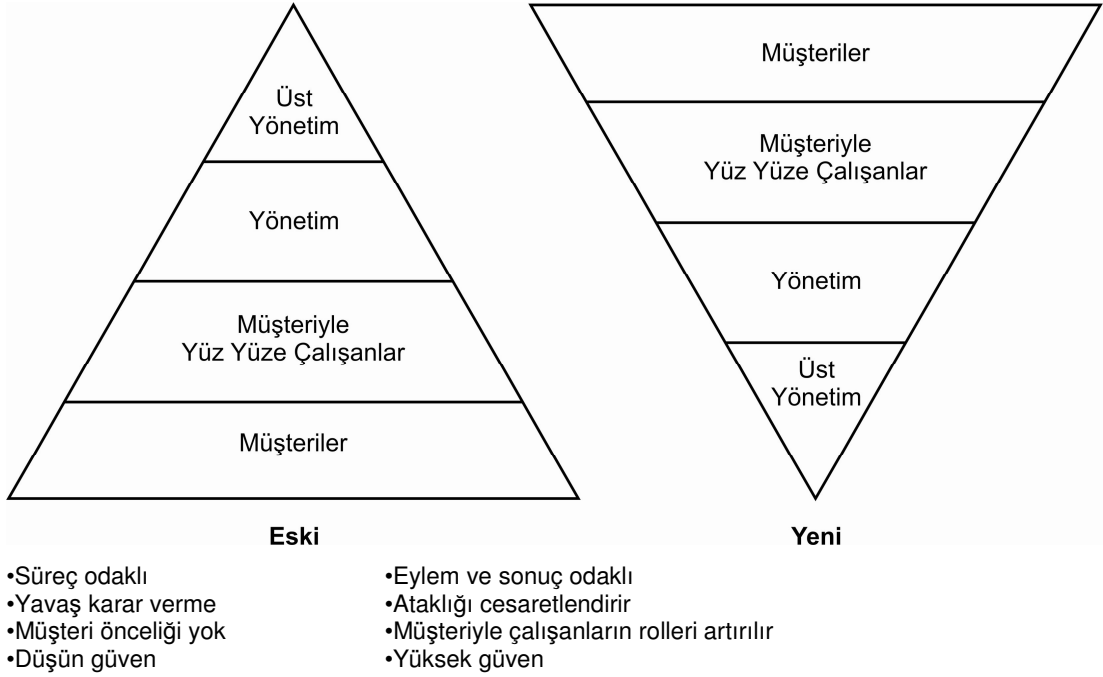 Üst
Yönetim
Yönetim
Müşteriyle
Yüz Yüze Çalışanlar
Müşteriler
Eski
Müşteriler
Müşteriyle
Yüz Yüze Çalışanlar
Yönetim
Üst
Yönetim
Yeni
•Süreç odaklı
•Yavaş karar verme
•Müşteri önceliği yok
•Düşün güven
•Eylem ve sonuç odaklı
•Ataklığı cesaretlendirir
•Müşteriyle çalışanların rolleri artırılır
•Yüksek güven